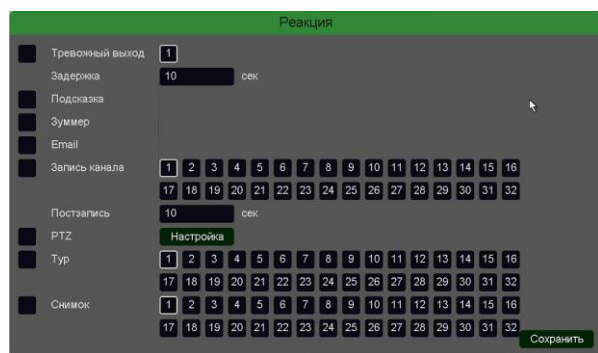 Реакция
Тревожный выход 1
Задержка 10 сек
Подсказка
Зуммер
Email
Запись канала 1 2 3 4 5 6 7 8 9 10 11 12 13 14 15 16
17 18 19 20 21 22 23 24 25 26 27 28 29 30 31 32
Постзапись 10 сек
PTZ Настройка
Тур 1 2 3 4 5 6 7 8 9 10 11 12 13 14 15 16
17 18 19 20 21 22 23 24 25 26 27 28 29 30 31 32
Снимок 1 2 3 4 5 6 7 8 9 10 11 12 13 14 15 16
17 18 19 20 21 22 23 24 25 26 27 28 29 30 31 32
Сохранить